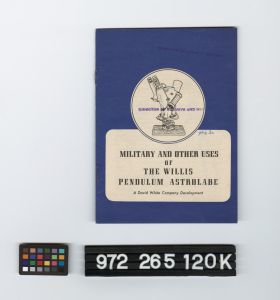 MILITARY AND OTHER USES
OF
THE WILLIS
PENDULUM ASTROLABE
A David White Company Development
972 265 120K